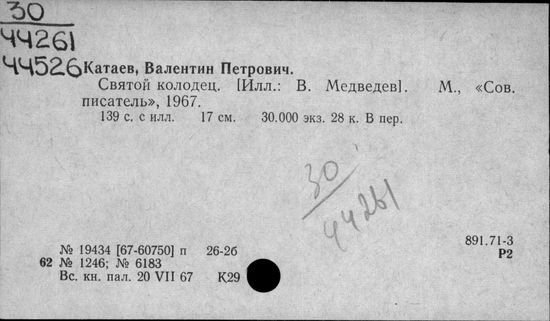 30
44261
44526
Катаев, Валентин Петрович.
Святой колодец. [Илл.: В. Медведев]. М., «Сов.
писатель», 1967.
139 с. с илл. 17 см. 30.000 экз. 28 к. В пер.
30
44261
№ 19434 [67-60750] п 26-2б
62 № 1246; № 6183
Вс. кн. пал. 20 VII 67 К29
891.71-3
Р2